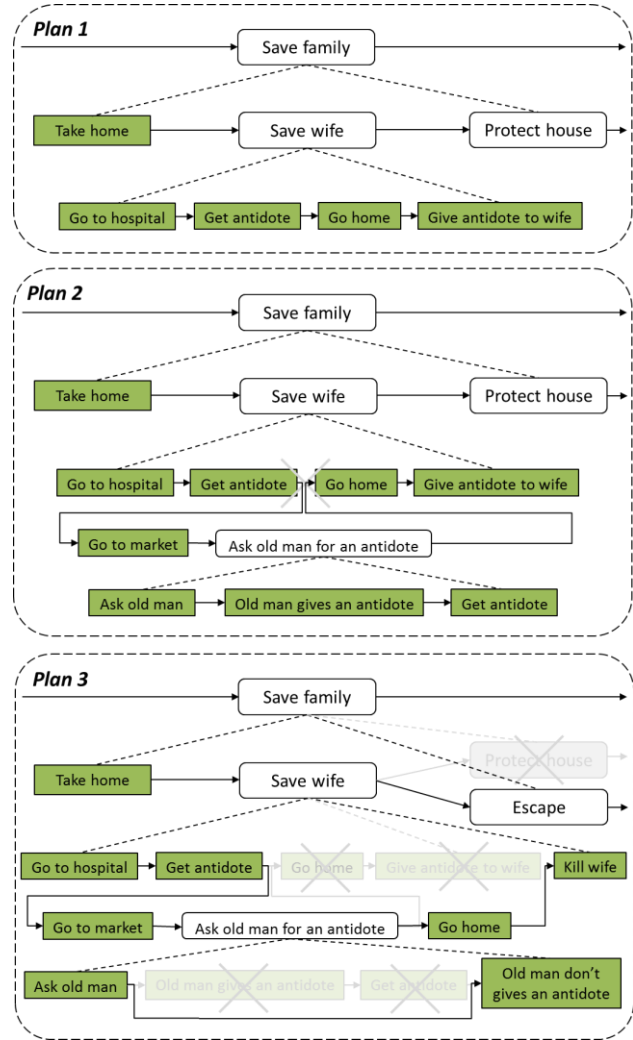 Plan 1
Save family
Take home
Save wife
Protect house
Go to hospital
Get antidote
Go home
Give antidote to wife
Plan 2
Save family
Take home
Save wife
Protect house
Go to hospital
Get antidote
Go home
Give antidote to wife
Go to market
Ask old man for an antidote
Ask old man
Old man gives an antidote
Get antidote
Plan 3
Save family
Protect house
Take home
Save wife
Escape
Go to hospital
Get antidote
Go home
Give antidote to wife
Kill wife
Go to market
Ask old man for an antidote
Go home
Ask old man
Old man gives an antidote
Get antidote
Old man don't
gives an antidote